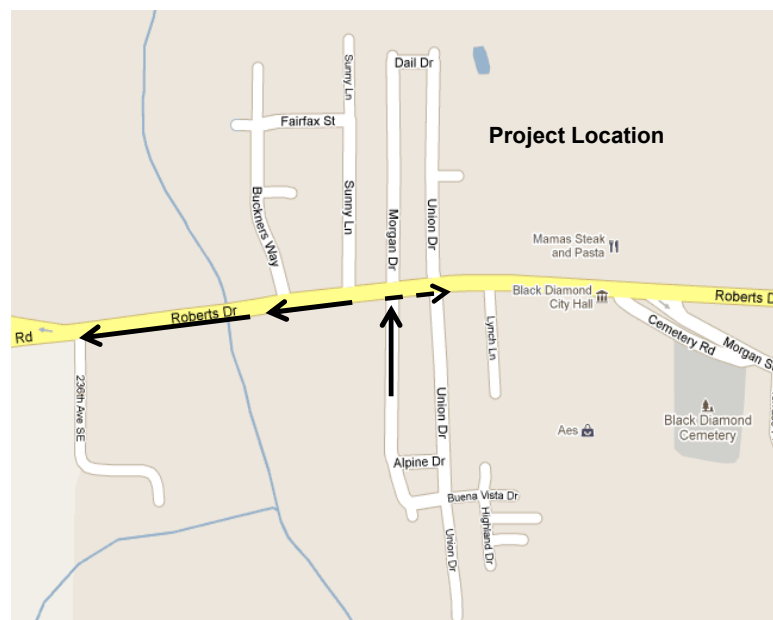 Dail Dr
Sunny Ln
Fairfax St
Project Location
Buckners Way
Sunny Ln
Morgan Dr
Union Dr
Mamas Steak
and Pasta
Black Diamond
City Hall
Roberts D
Roberts Dr
Rd
Lynch Ln
Cemetery Rd
Morgan S
236th Ave SE
Union Dr
Aes
Black Diamond
Cemetery
Alpine Dr
Buena Vista Dr
Highland Dr
Union Dr